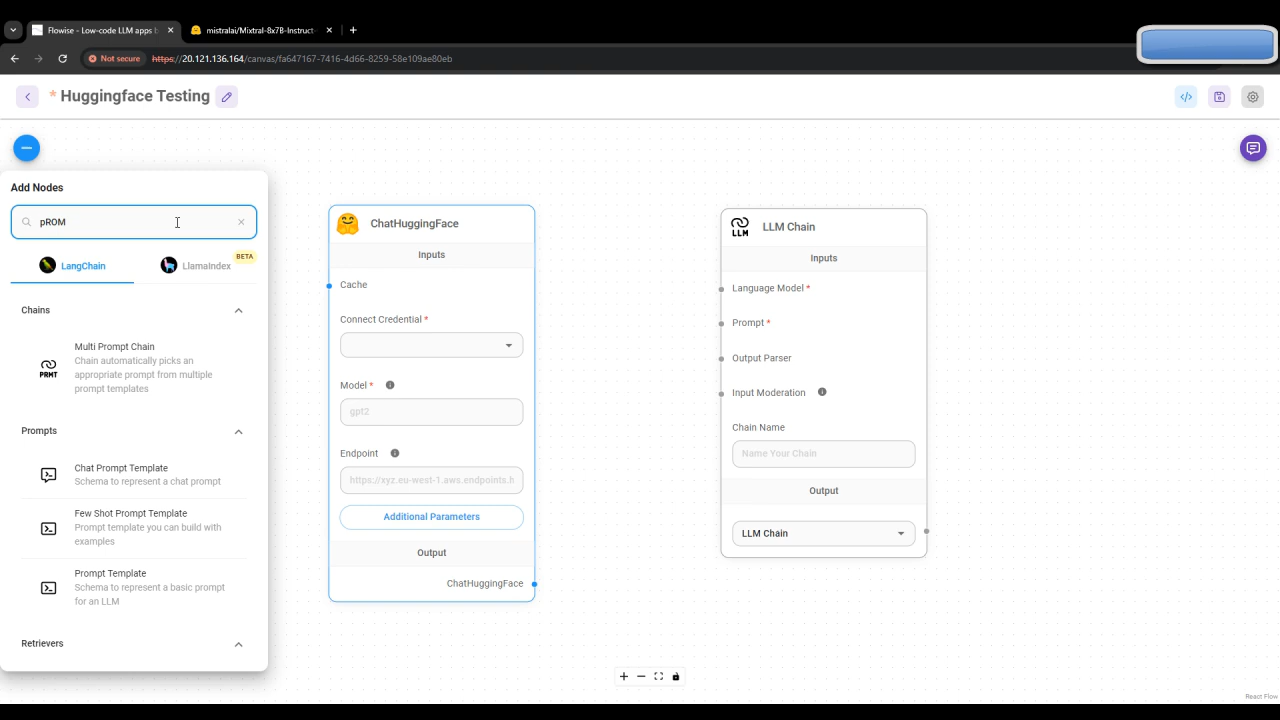 Flowise - Low-code LLM apps b
mistralai/Mixtral-8x7B-Instruct-
Not secure
https://20.121.136.164/canvas/fa647167-7416-4d66-8259-58e109ae80eb
* Huggingface Testing
Add Nodes
pROM
LangChain
LlamaIndex
BETA
Chains
Multi Prompt Chain
Chain automatically picks an
appropriate prompt from multiple
prompt templates
PRMT
Prompts
Chat Prompt Template
Schema to represent a chat prompt
Few Shot Prompt Template
Prompt template you can build with
examples
Prompt Template
Schema to represent a basic prompt
for an LLM
Retrievers
ChatHuggingFace
Inputs
Cache
Connect Credential *
Model *
gpt2
Endpoint
https://xyz.eu-west-1.aws.endpoints.h
Additional Parameters
Output
ChatHuggingFace
LLM
LLM Chain
Inputs
Language Model *
Prompt *
Output Parser
Input Moderation
Chain Name
Name Your Chain
Output
LLM Chain
React Flow